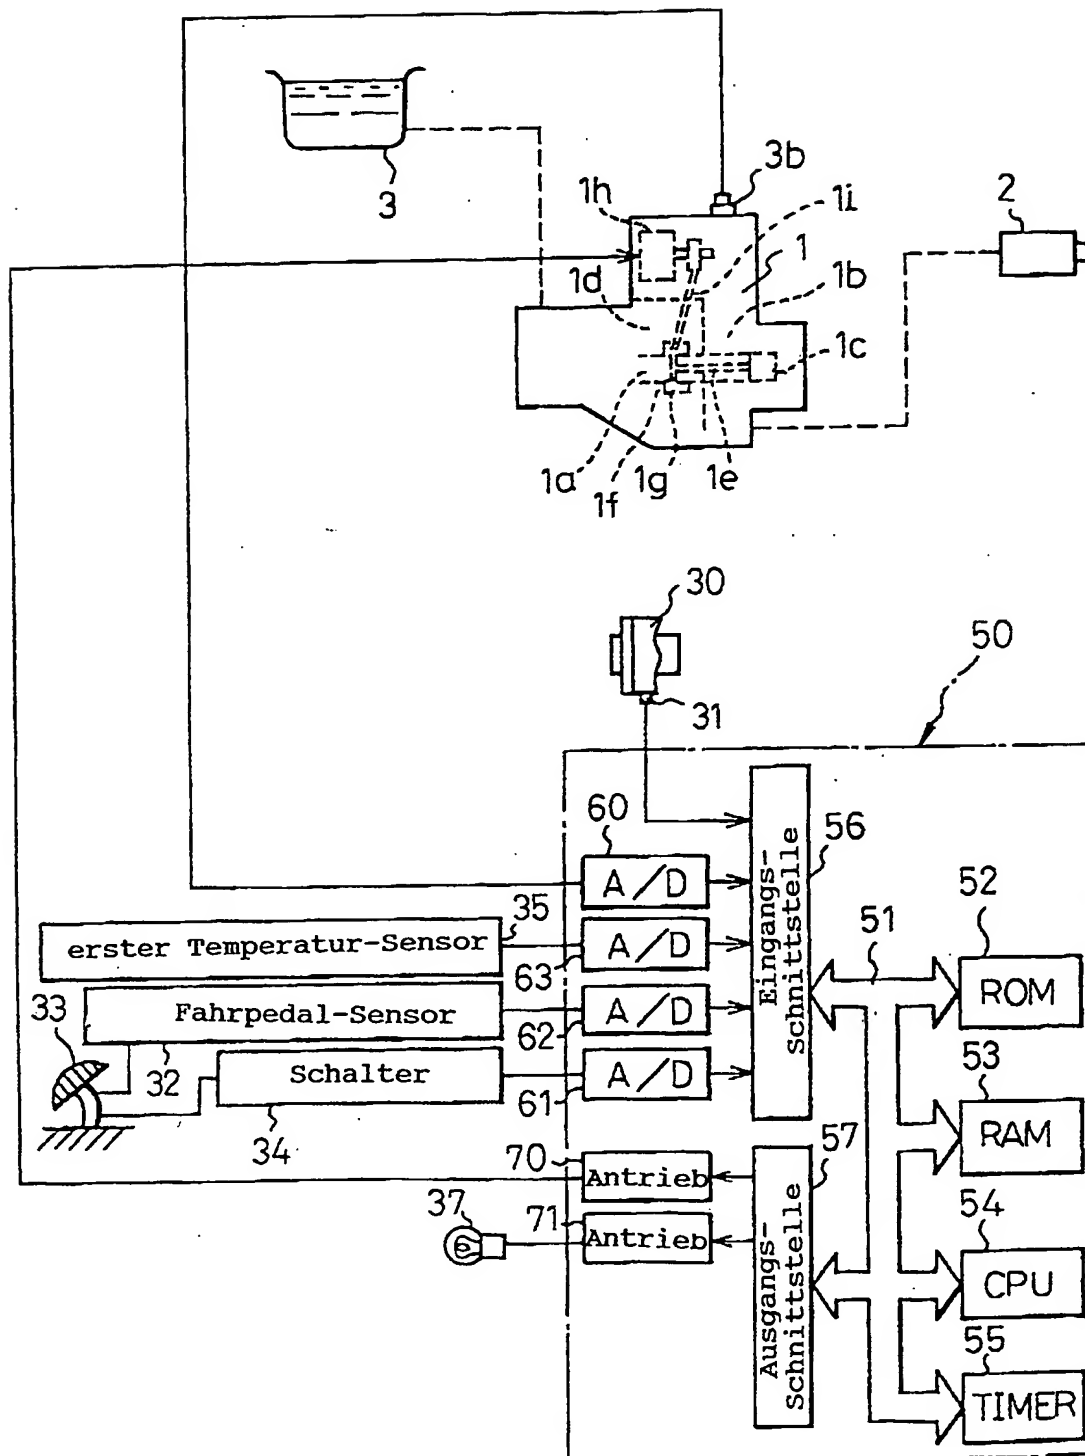 3b
1h
1i
2
3
1
1d
1b
1c
1a
1f
1g
1e
30
50
31
60
A/D
Eingangs-
schnittstelle
56
52
35
51
erster Temperatur-Sensor
63
A/D
ROM
33
Fahrpedal-Sensor
32
62
A/D
53
Schalter
34
61
A/D
RAM
57
70
Antrieb
Ausgangs-
schnittstelle
54
37
71
Antrieb
CPU
55
TIMER